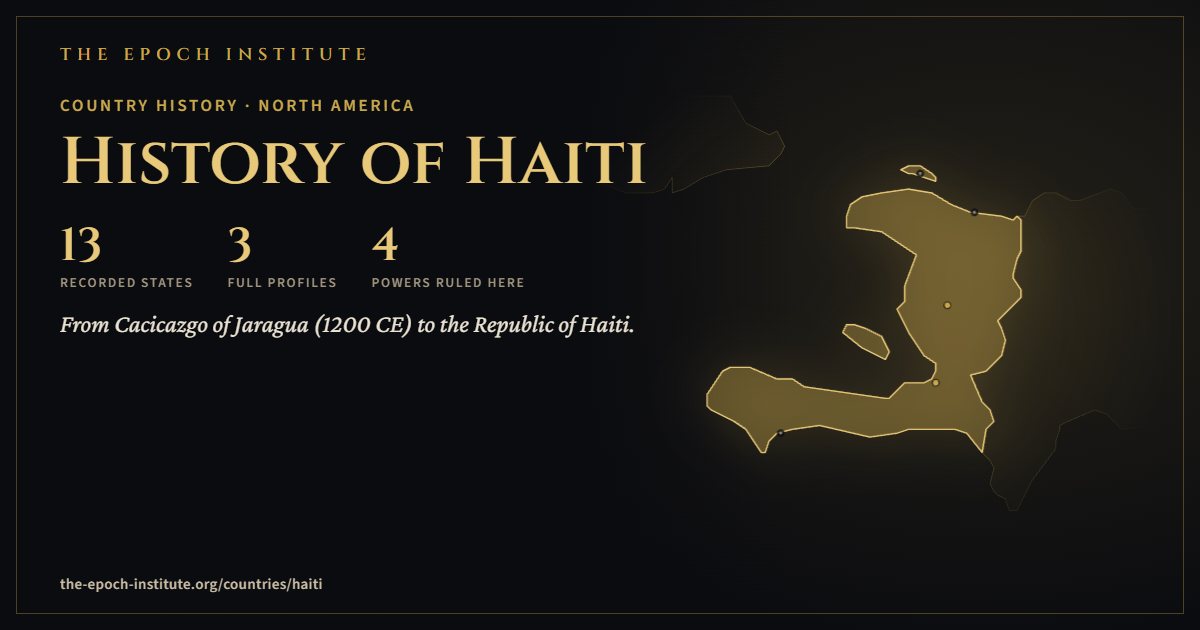 THE EPOCH INSTITUTE
COUNTRY HISTORY · NORTH AMERICA
History of Haiti
13 3 4
RECORDED STATES FULL PROFILES POWERS RULED HERE
From Cacicazgo of Jaragua (1200 CE) to the Republic of Haiti.
the-epoch-institute.org/countries/haiti